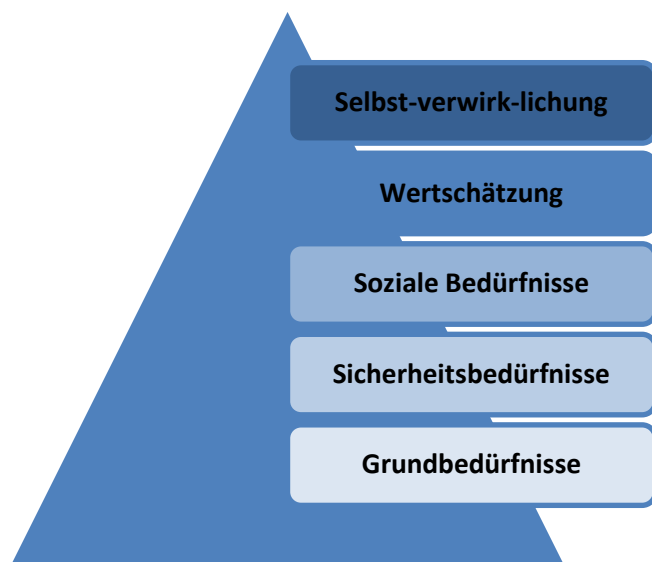 Selbst-verwirk-lichung
Wertschätzung
Soziale Bedürfnisse
Sicherheitsbedürfnisse
Grundbedürfnisse